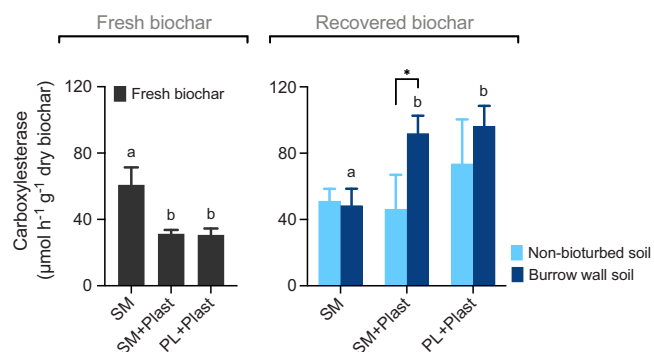 Fresh biochar
Recovered biochar
Carboxylesterase
(μmol h⁻¹ g⁻¹ dry biochar)
120
80
40
0
Fresh biochar
a
b
b
SM
SM+Plast
PL+Plast
120
80
40
0
a
*
b
b
SM
SM+Plast
PL+Plast
Non-bioturbed soil
Burrow wall soil